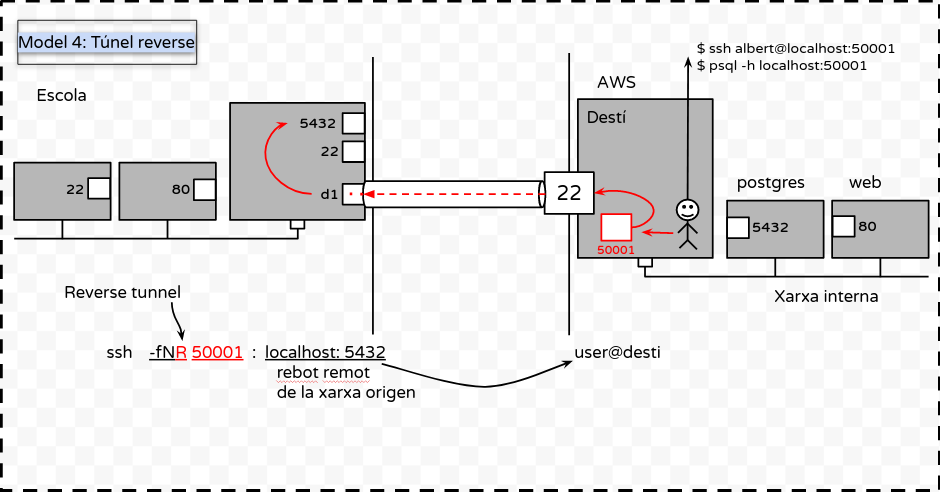 Model 4: Túnel reverse
$ ssh albert@localhost:50001
$ psql -h localhost:50001
Escola
AWS
5432
Destí
22
22
80
d1
22
postgres
web
50001
5432
80
Reverse tunnel
Xarxa interna
ssh -fNR 50001 : localhost: 5432 user@desti
rebot remot
de la xarxa origen